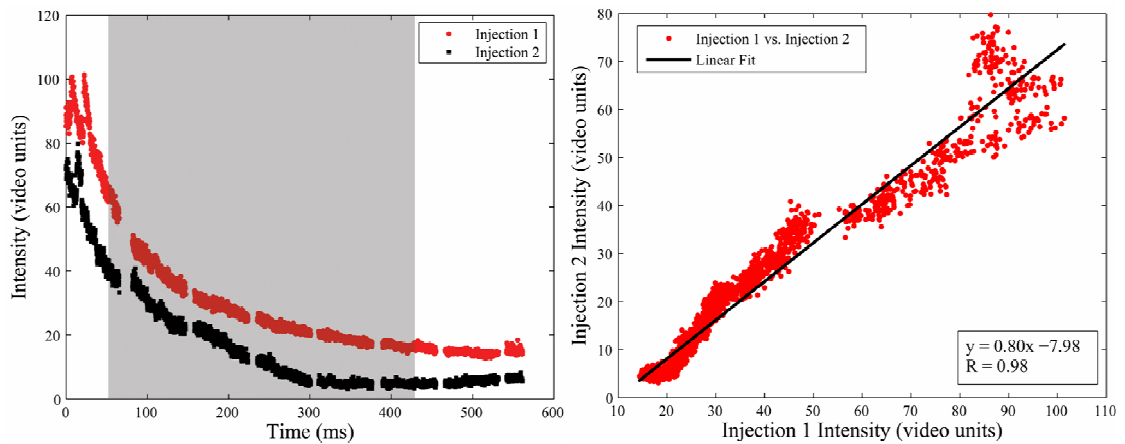 Injection 1
Injection 2
120
100
80
60
40
20
0
Intensity (video units)
0 100 200 300 400 500 600
Time (ms)
Injection 1 vs. Injection 2
Linear Fit
80
70
60
50
40
30
20
10
0
Injection 2 Intensity (video units)
y = 0.80x −7.98
R = 0.98
10 20 30 40 50 60 70 80 90 100 110
Injection 1 Intensity (video units)